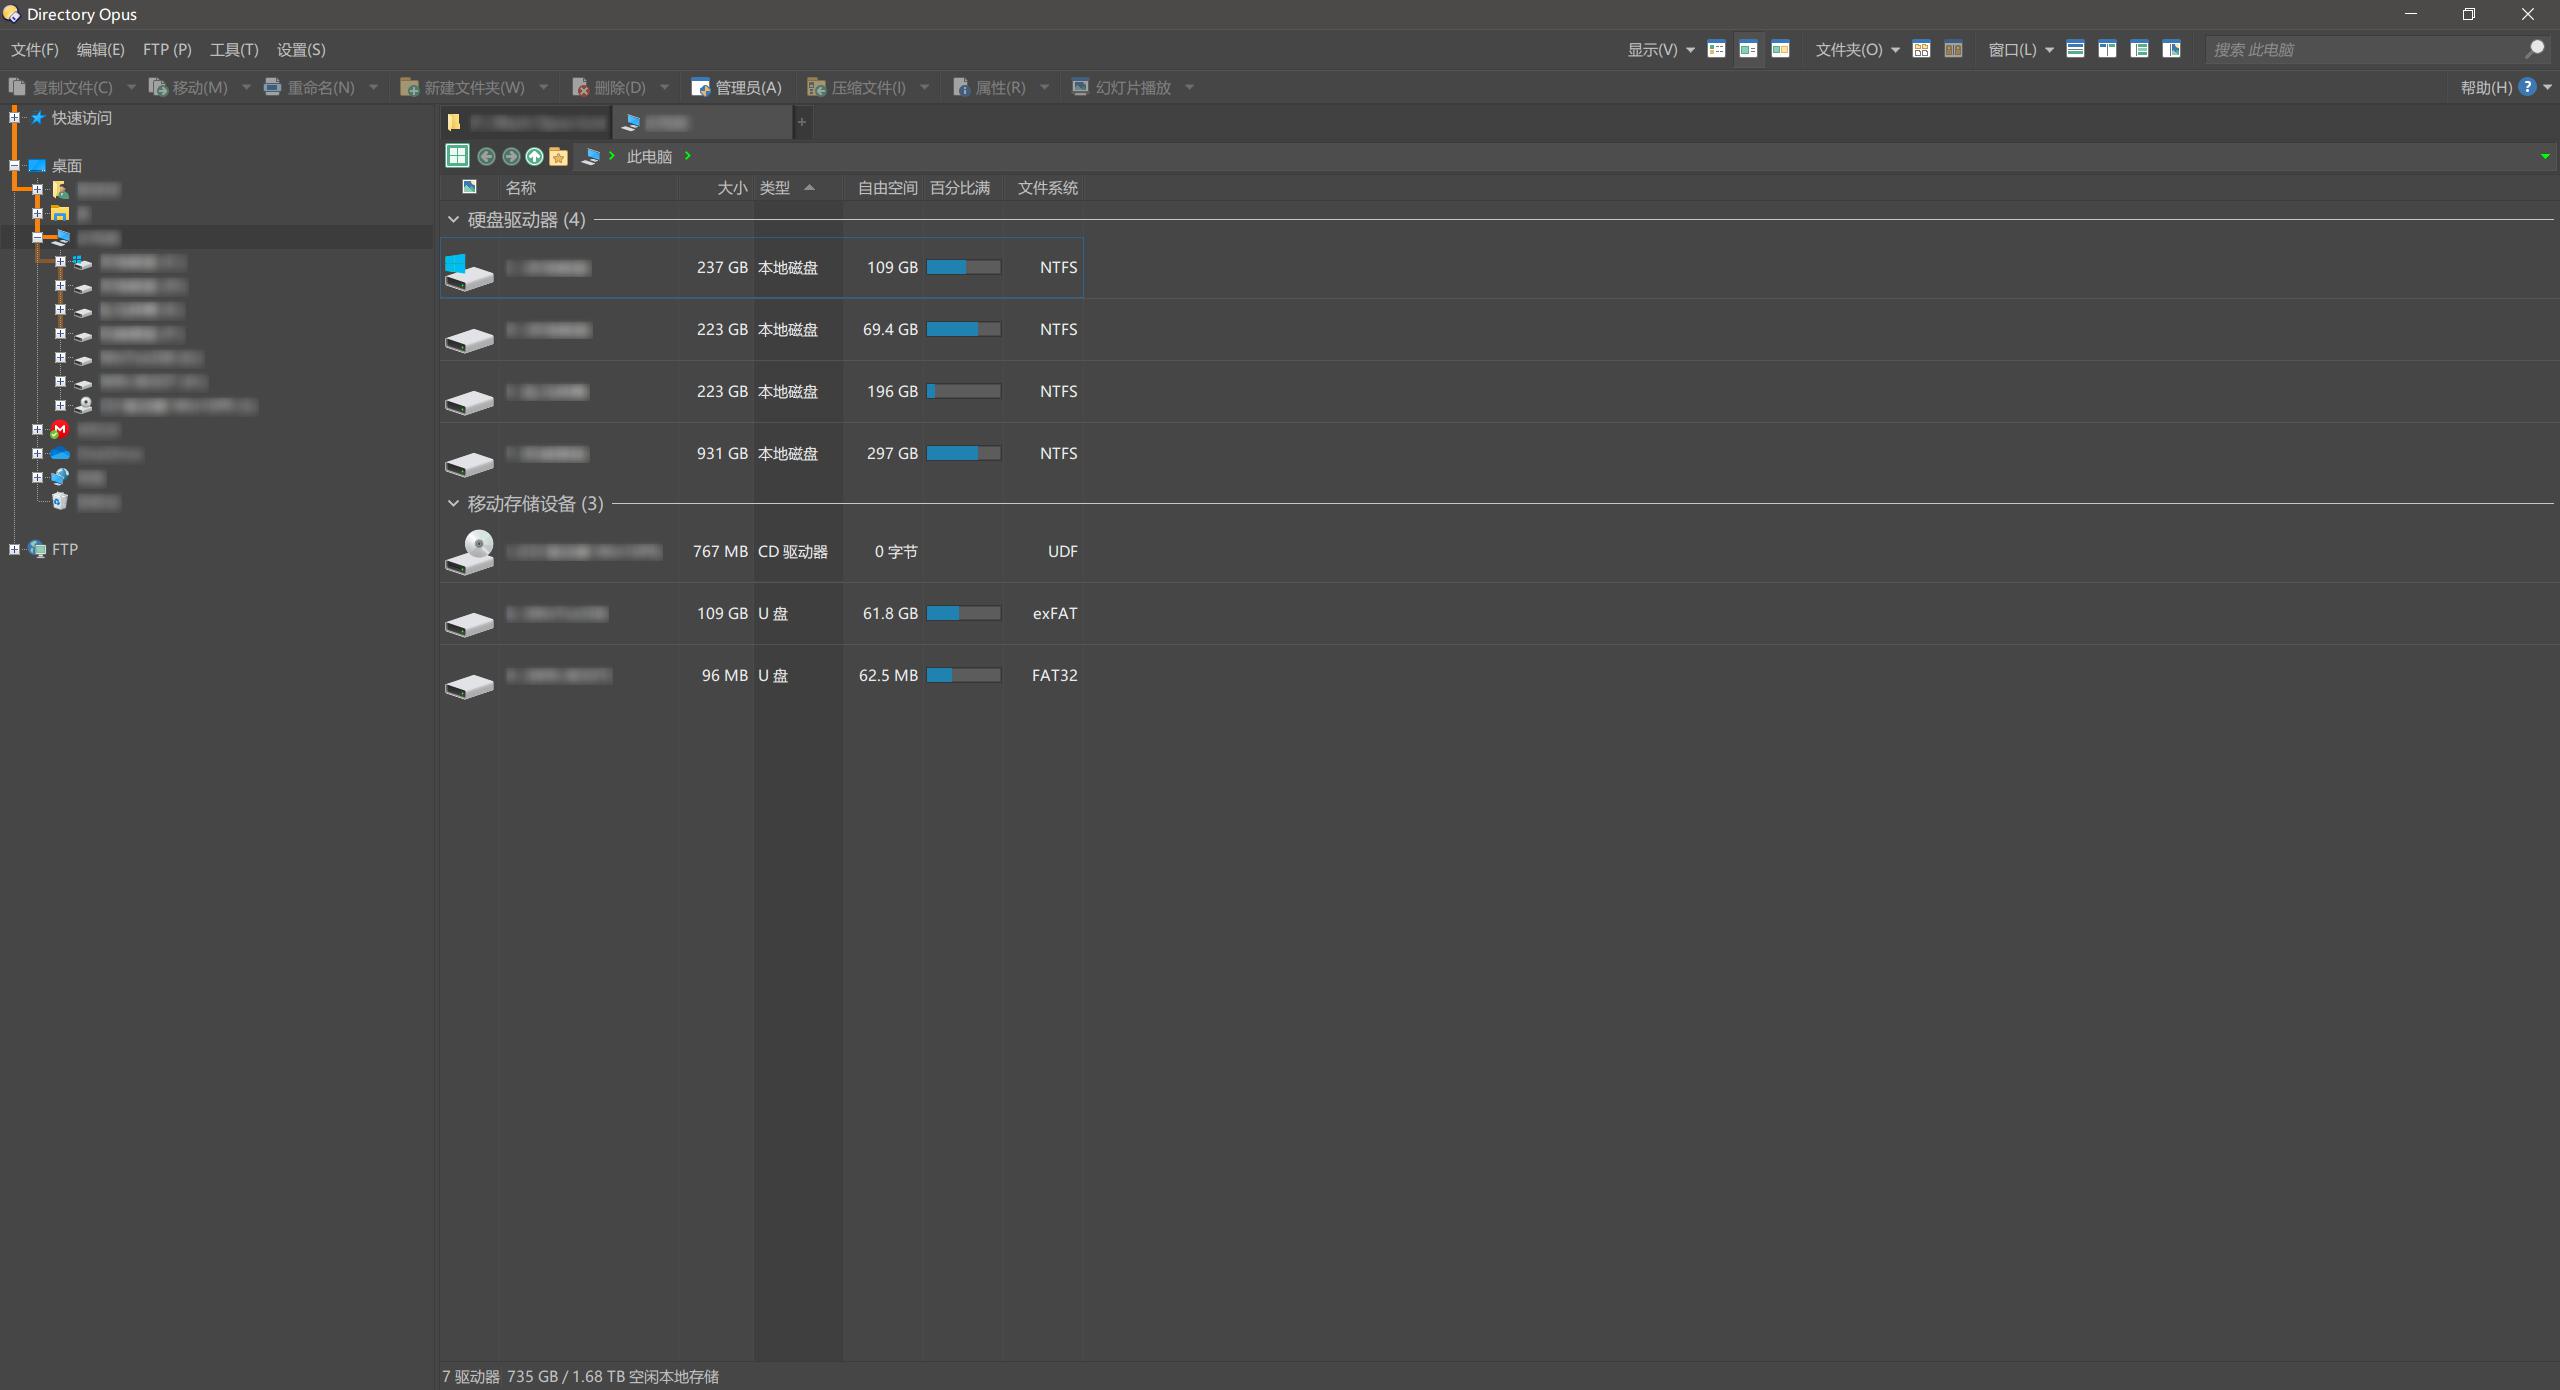 Directory Opus
文件(F) 编辑(E) FTP (P) 工具(T) 设置(S) 显示(V) 文件夹(O) 窗口(L) 搜索 此电脑
复制文件(C) 移动(M) 重命名(N) 新建文件夹(W) 删除(D) 管理员(A) 压缩文件(I) 属性(R) 幻灯片播放 帮助(H)
快速访问
桌面
FTP
此电脑
名称 大小 类型 自由空间 百分比满 文件系统
硬盘驱动器 (4)
237 GB 本地磁盘 109 GB NTFS
223 GB 本地磁盘 69.4 GB NTFS
223 GB 本地磁盘 196 GB NTFS
931 GB 本地磁盘 297 GB NTFS
移动存储设备 (3)
767 MB CD 驱动器 0 字节 UDF
109 GB U 盘 61.8 GB exFAT
96 MB U 盘 62.5 MB FAT32
7 驱动器 735 GB / 1.68 TB 空闲本地存储